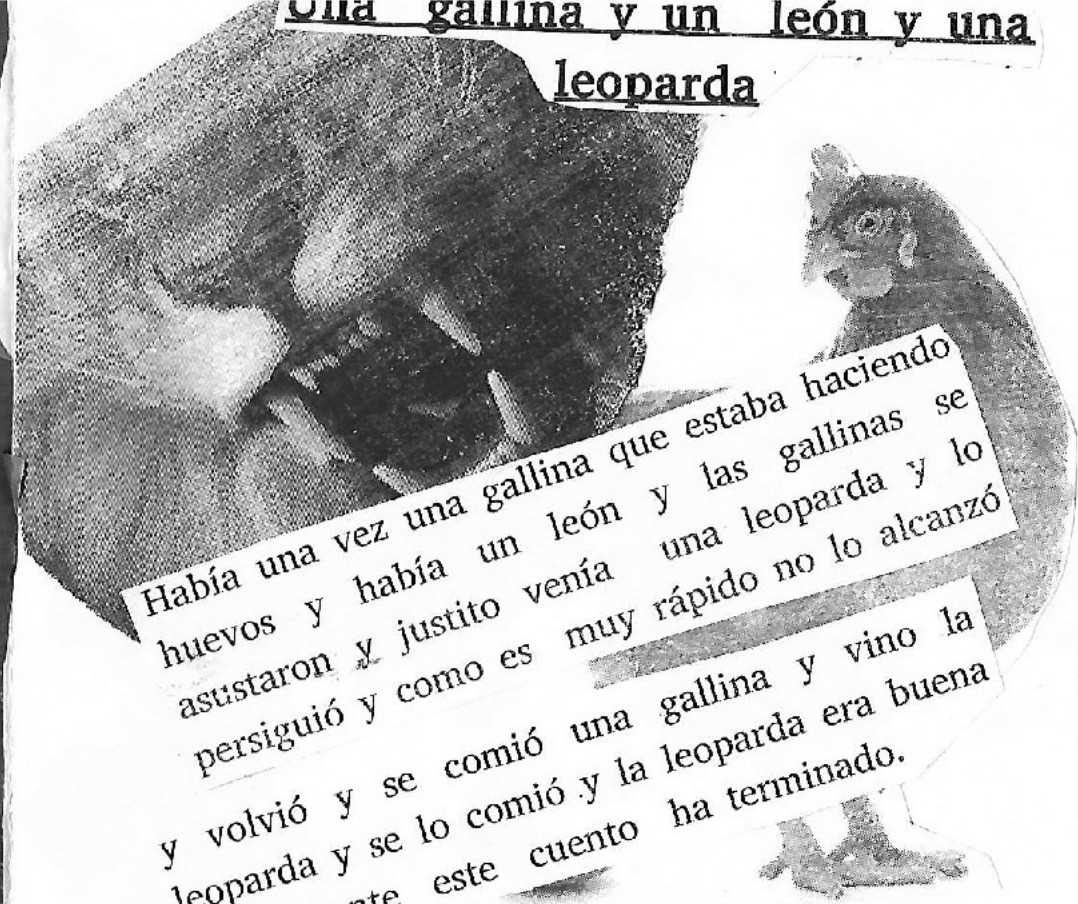 Una gallina y un león y una
leoparda
Había una vez una gallina que estaba haciendo
huevos y había un león y las gallinas se
asustaron y justito venía una leoparda y lo
persiguió y como es muy rápido no lo alcanzó
y volvió y se comió una gallina y vino la
leoparda y se lo comió y la leoparda era buena
este cuento ha terminado.